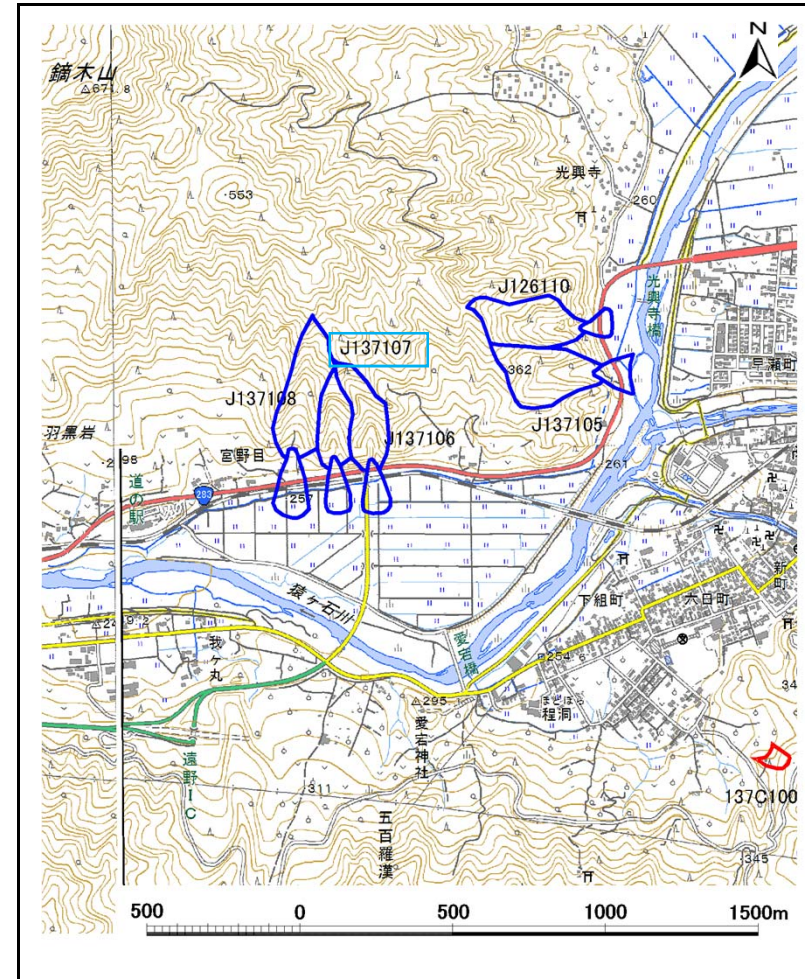 N
鏑木山
△671.8
・553
光興寺
260
J126110
光興寺橋
J137107
・362
早瀬町
J137108
J137105
羽黒岩
宮野目
J137106
・298
道の駅
283
・257
261
猿ヶ石川
新町
下組町
六日町
我ヶ丸
愛宕橋
△295
まどほら
程洞
愛宕神社
遠野IC
・311
137C100
五百羅漢
・345
500 0 500 1000 1500m